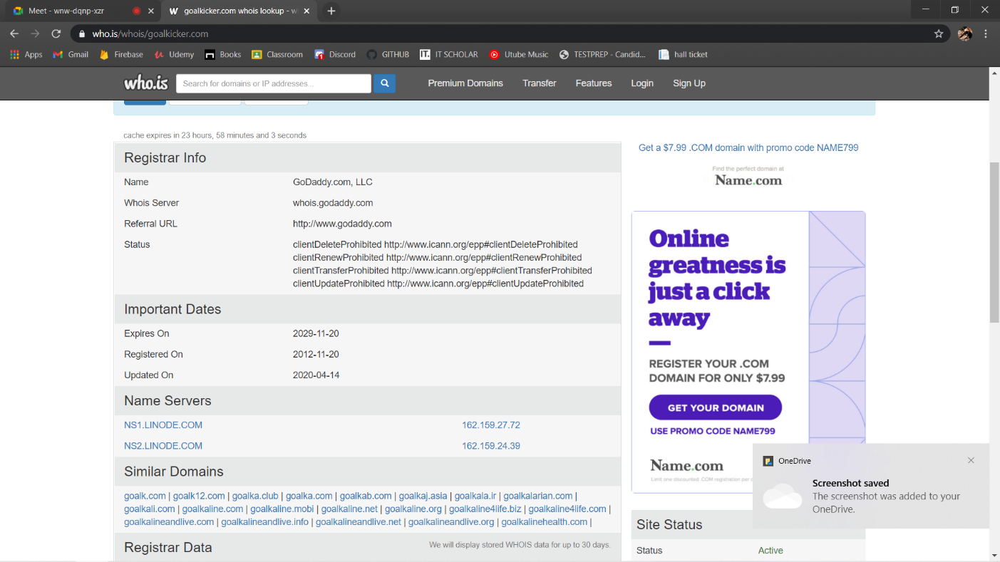 Meet - wnw-dqnp-xzr
goalkicker.com whois lookup - w
who.is/whois/goalkicker.com
Apps
Gmail
Firebase
Udemy
Books
Classroom
Discord
GITHUB
IT SCHOLAR
Utube Music
TESTPREP - Candid...
hall ticket
who.is
Search for domains or IP addresses...
Premium Domains
Transfer
Features
Login
Sign Up
cache expires in 23 hours, 58 minutes and 3 seconds
Registrar Info
Name GoDaddy.com, LLC
Whois Server whois.godaddy.com
Referral URL http://www.godaddy.com
Status clientDeleteProhibited http://www.icann.org/epp#clientDeleteProhibited
clientRenewProhibited http://www.icann.org/epp#clientRenewProhibited
clientTransferProhibited http://www.icann.org/epp#clientTransferProhibited
clientUpdateProhibited http://www.icann.org/epp#clientUpdateProhibited
Important Dates
Expires On 2029-11-20
Registered On 2012-11-20
Updated On 2020-04-14
Name Servers
NS1.LINODE.COM 162.159.27.72
NS2.LINODE.COM 162.159.24.39
Similar Domains
goalk.com | goalk12.com | goalka.club | goalka.com | goalkab.com | goalkaj.asia | goalkala.ir | goalkalarian.com |
goalkali.com | goalkaline.com | goalkaline.mobi | goalkaline.net | goalkaline.org | goalkaline4life.biz | goalkaline4life.com |
goalkalineandlive.com | goalkalineandlive.info | goalkalineandlive.net | goalkalineandlive.org | goalkalinehealth.com |
Registrar Data
We will display stored WHOIS data for up to 30 days.
Get a $7.99 .COM domain with promo code NAME799
Find the perfect domain at
Name.com
Online
greatness is
just a click
away
REGISTER YOUR .COM
DOMAIN FOR ONLY $7.99
GET YOUR DOMAIN
USE PROMO CODE NAME799
Name.com
Limit one discounted .COM registration per
Site Status
Status Active
OneDrive
Screenshot saved
The screenshot was added to your
OneDrive.